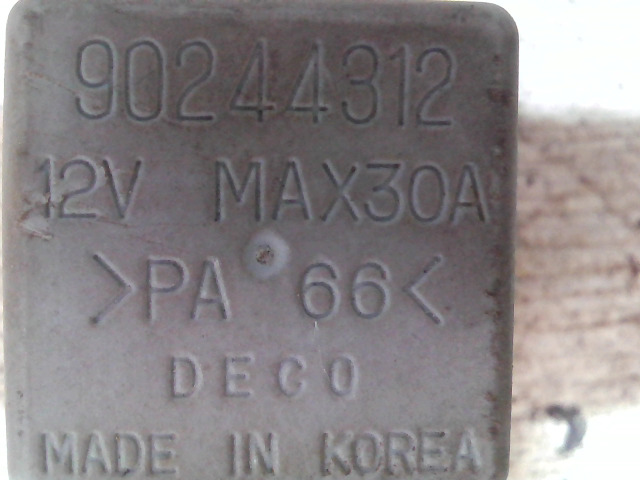 90244312
12V MAX30A
>PA 66<
DECO
MADE IN KOREA